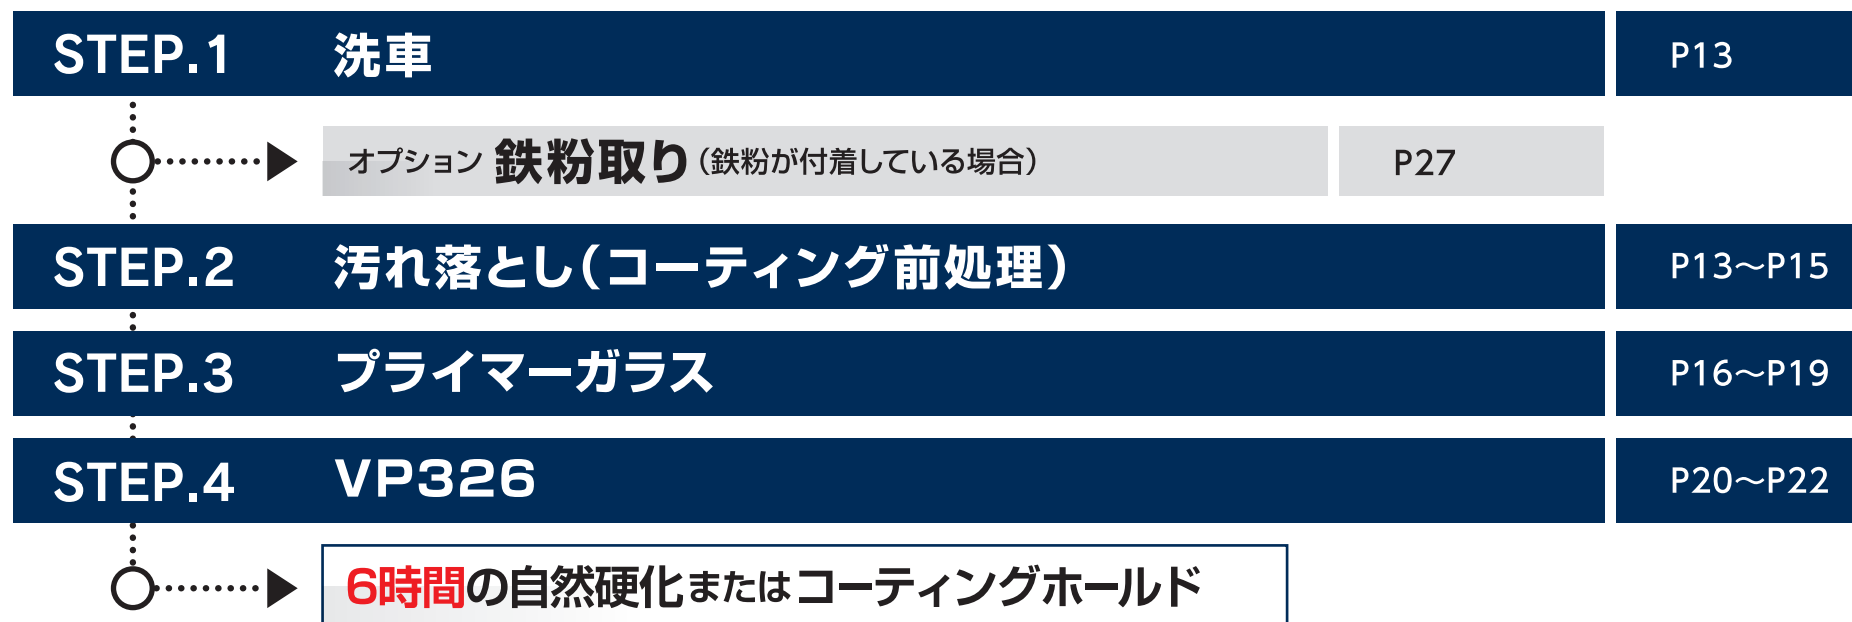 STEP.1 洗車 P13
オプション 鉄粉取り（鉄粉が付着している場合） P27
STEP.2 汚れ落とし（コーティング前処理） P13〜P15
STEP.3 プライマーガラス P16〜P19
STEP.4 VP326 P20〜P22
6時間の自然硬化またはコーティングホールド